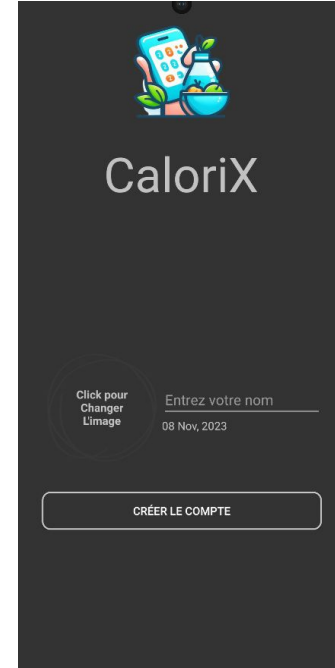 CaloriX
Click pour
Changer
L'image
Entrez votre nom
08 Nov, 2023
CRÉER LE COMPTE